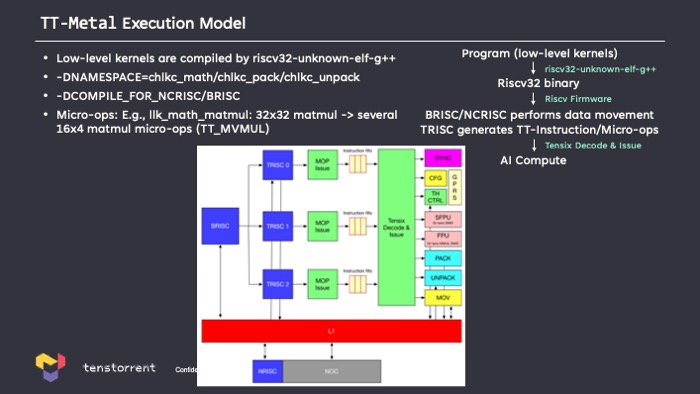 TT-Metal Execution Model
• Low-level kernels are compiled by riscv32-unknown-elf-g++
• -DNAMESPACE=chlkc_math/chlkc_pack/chlkc_unpack
• -DCOMPILE_FOR_NCRISC/BRISC
• Micro-ops: E.g., llk_math_matmul: 32x32 matmul -> several
16x4 matmul micro-ops (TT_MVMUL)
Program (low-level kernels)
riscv32-unknown-elf-g++
Riscv32 binary
Riscv Firmware
BRISC/NCRISC performs data movement
TRISC generates TT-Instruction/Micro-ops
Tensix Decode & Issue
AI Compute
BRISC
TRISC 0
MOP
Issue
Instruction fifo
TRISC 1
MOP
Issue
Instruction fifo
TRISC 2
MOP
Issue
Instruction fifo
Tensix
Decode &
Issue
SYNC
CFG
TH
CTRL
GPRS
SFPU
FPU
PACK
UNPACK
MOV
L1
NRISC
NOC
tenstorrent
Confide